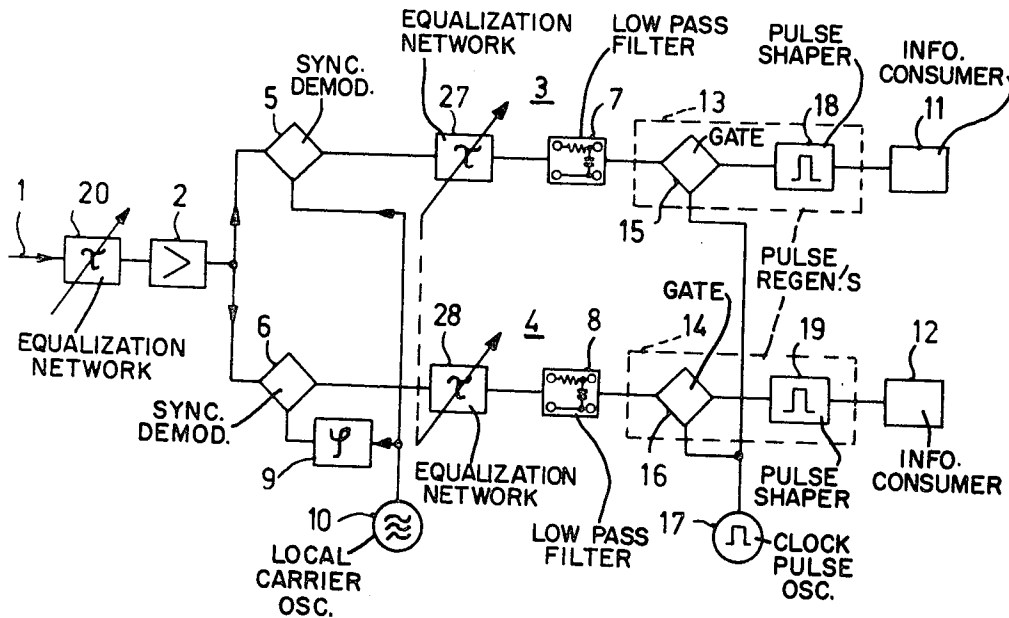 EQUALIZATION
NETWORK
LOW PASS
FILTER
PULSE
SHAPER
INFO.
CONSUMER
SYNC.
DEMOD.
5
27
3
7
13
18
11
GATE
15
1
20
2
τ
τ
>
EQUALIZATION
NETWORK
PULSE
REGEN.'S
GATE
6
28
4
8
14
19
12
τ
SYNC.
DEMOD.
9
φ
16
EQUALIZATION
NETWORK
PULSE
SHAPER
INFO.
CONSUMER
10
LOCAL
CARRIER
OSC.
LOW PASS
FILTER
17
CLOCK
PULSE
OSC.